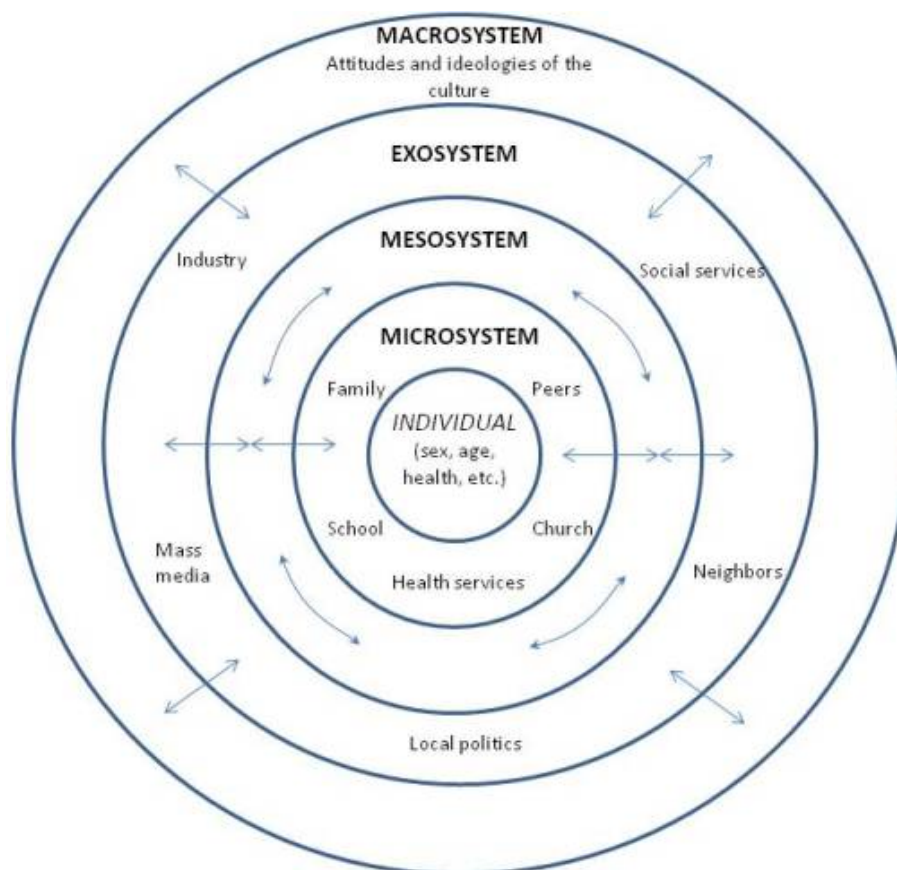 MACROSYSTEM
Attitudes and ideologies of the
culture
EXOSYSTEM
MESOSYSTEM
Industry
Social services
MICROSYSTEM
Family
Peers
INDIVIDUAL
(sex, age,
health, etc.)
School
Church
Mass
media
Health services
Neighbors
Local politics